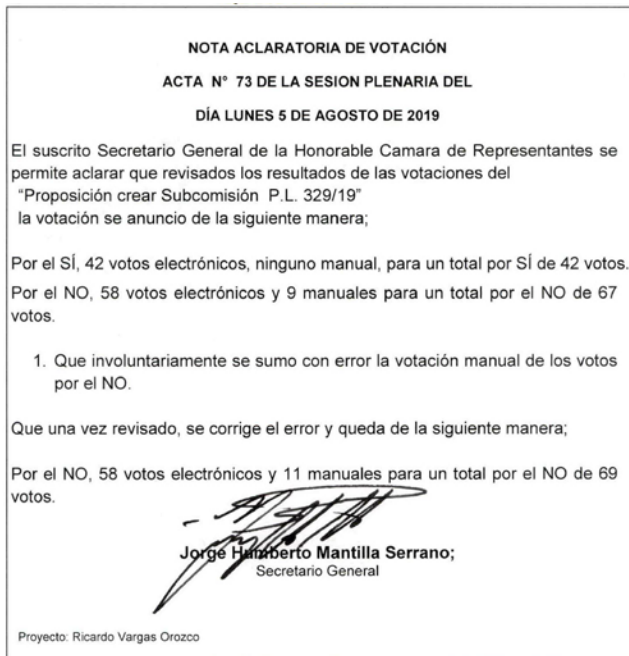 NOTA ACLARATORIA DE VOTACIÓN
ACTA N° 73 DE LA SESION PLENARIA DEL
DÍA LUNES 5 DE AGOSTO DE 2019
El suscrito Secretario General de la Honorable Camara de Representantes se
permite aclarar que revisados los resultados de las votaciones del
“Proposición crear Subcomisión P.L. 329/19”
la votación se anuncio de la siguiente manera;
Por el SÍ, 42 votos electrónicos, ninguno manual, para un total por SÍ de 42 votos.
Por el NO, 58 votos electrónicos y 9 manuales para un total por el NO de 67
votos.
1. Que involuntariamente se sumo con error la votación manual de los votos
por el NO.
Que una vez revisado, se corrige el error y queda de la siguiente manera;
Por el NO, 58 votos electrónicos y 11 manuales para un total por el NO de 69
votos.
Jorge Humberto Mantilla Serrano;
Secretario General
Proyecto: Ricardo Vargas Orozco